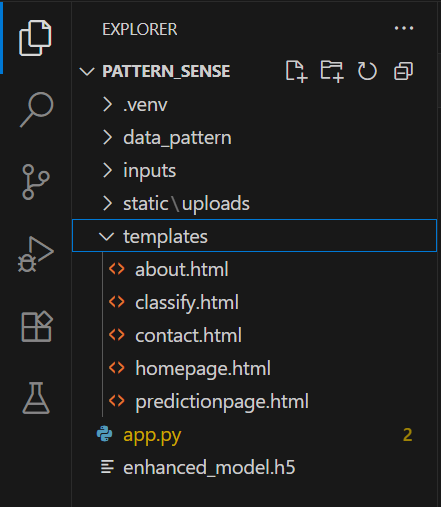 EXPLORER
PATTERN_SENSE
.venv
data_pattern
inputs
static\uploads
templates
about.html
classify.html
contact.html
homepage.html
predictionpage.html
app.py 2
enhanced_model.h5